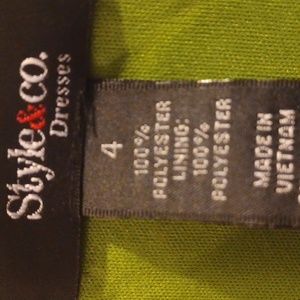 Style&co.
Dresses
4
100%
POLYESTER
LINING:
100%
POLYESTER
MADE IN
VIETNAM